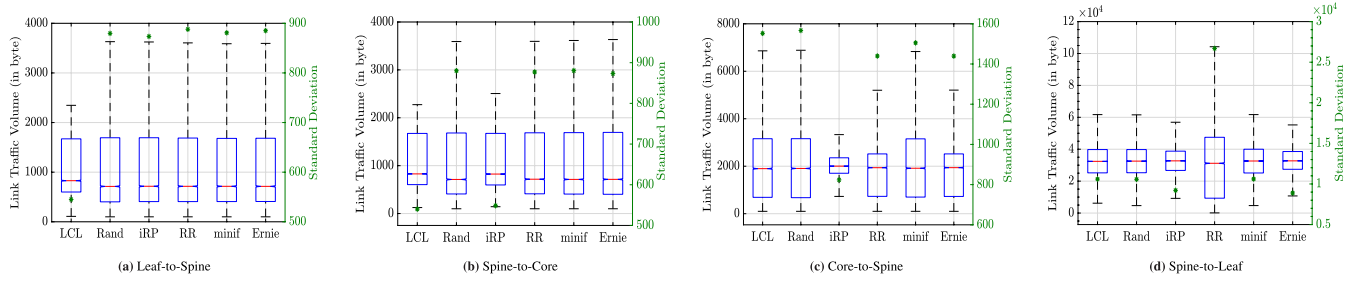 4000
3000
2000
1000
0
Link Traffic Volume (in byte)
900
800
700
600
500
Standard Deviation
LCL Rand iRP RR minif Ernie
(a) Leaf-to-Spine
4000
3000
2000
1000
0
Link Traffic Volume (in byte)
1000
900
800
700
600
500
Standard Deviation
LCL Rand iRP RR minif Ernie
(b) Spine-to-Core
8000
6000
4000
2000
0
Link Traffic Volume (in byte)
1600
1400
1200
1000
800
600
Standard Deviation
LCL Rand iRP RR minif Ernie
(c) Core-to-Spine
×10⁴
12
10
8
6
4
2
0
Link Traffic Volume (in byte)
×10⁴
3
2.5
2
1.5
1
0.5
Standard Deviation
LCL Rand iRP RR minif Ernie
(d) Spine-to-Leaf